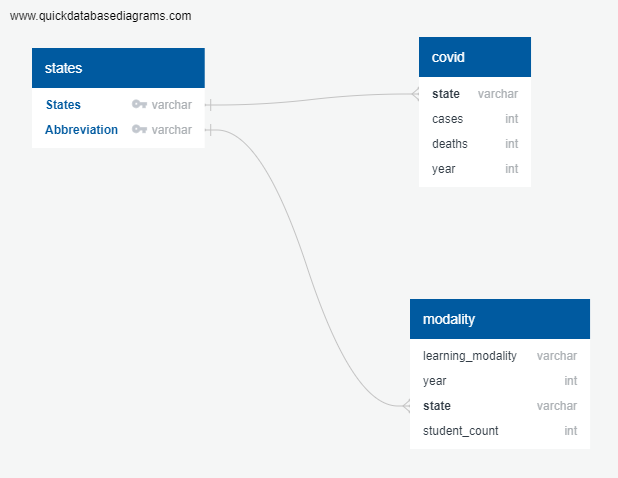 www.quickdatabasediagrams.com
states
States varchar
Abbreviation varchar
covid
state varchar
cases int
deaths int
year int
modality
learning_modality varchar
year int
state varchar
student_count int